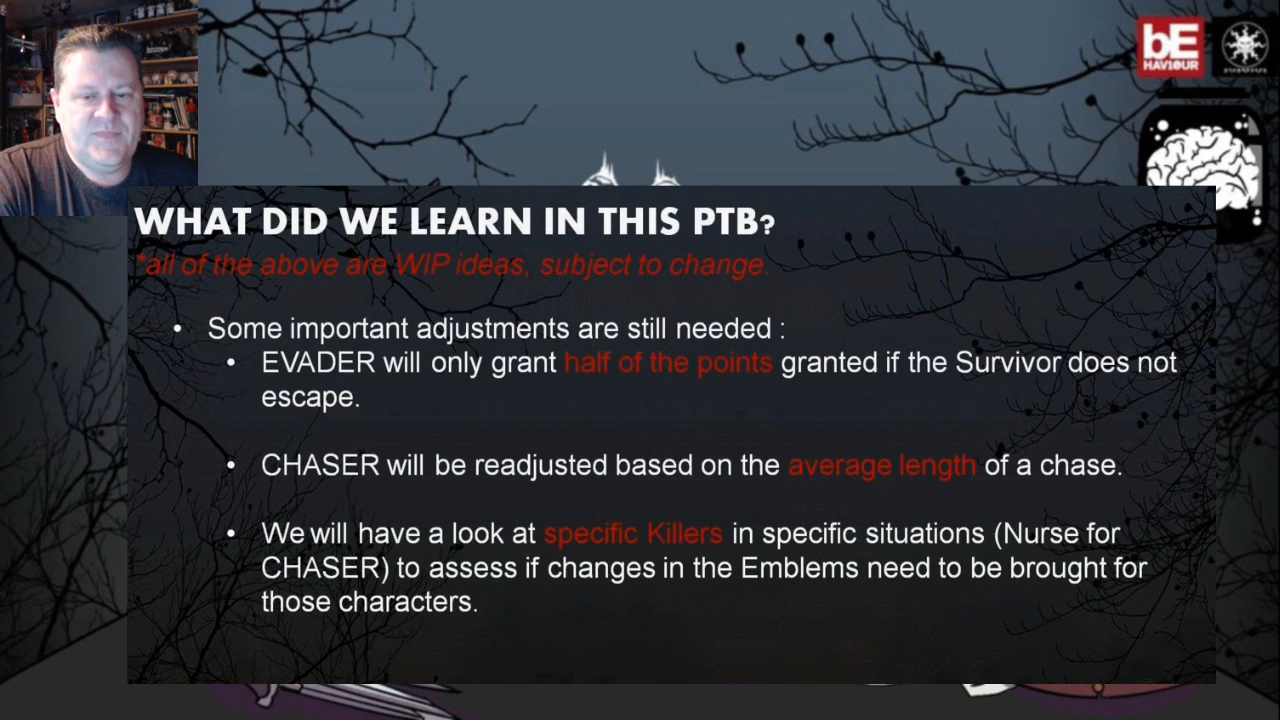 bE
HAVIOUR
WHAT DID WE LEARN IN THIS PTB?
*all of the above are WIP ideas, subject to change.
• Some important adjustments are still needed :
• EVADER will only grant half of the points granted if the Survivor does not
escape.
• CHASER will be readjusted based on the average length of a chase.
• We will have a look at specific Killers in specific situations (Nurse for
CHASER) to assess if changes in the Emblems need to be brought for
those characters.